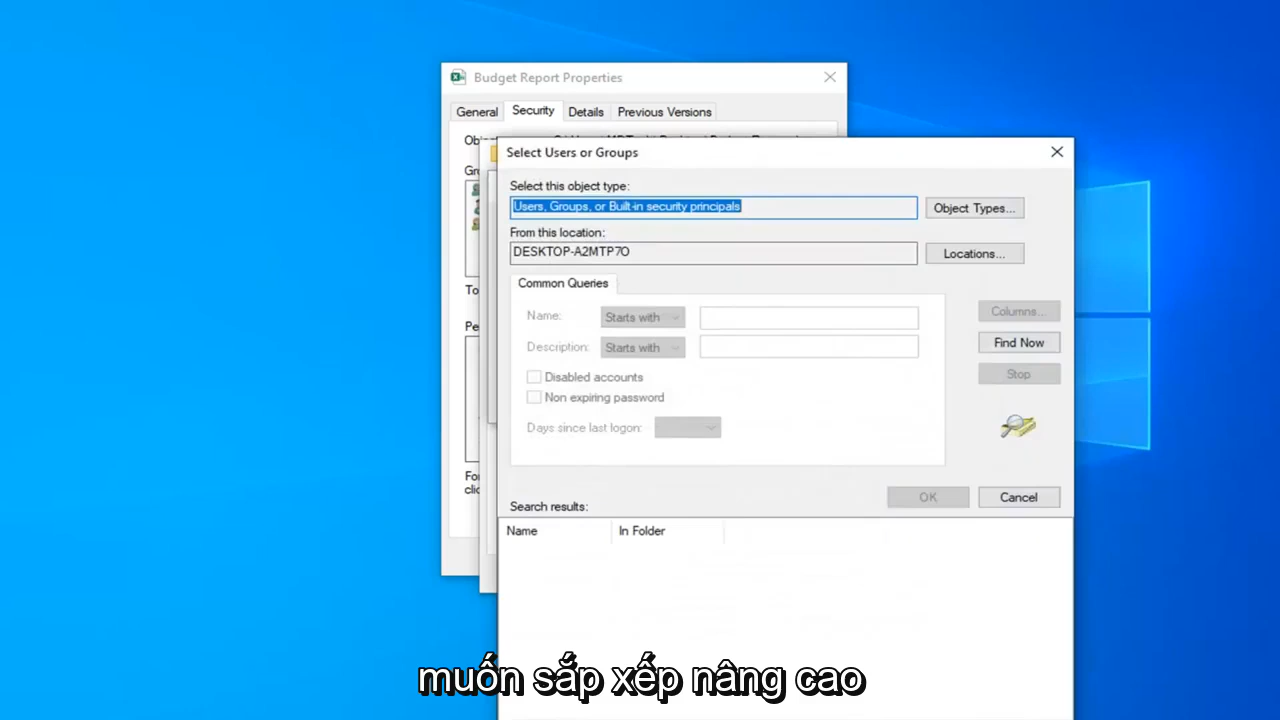 Budget Report Properties
General Security Details Previous Versions
Select Users or Groups
Select this object type:
Users, Groups, or Built-in security principals
Object Types...
From this location:
DESKTOP-A2MTP7O
Locations...
Common Queries
Name: Starts with
Columns...
Description: Starts with
Find Now
Disabled accounts
Stop
Non expiring password
Days since last logon:
OK Cancel
Search results:
Name In Folder
muốn sắp xếp nâng cao